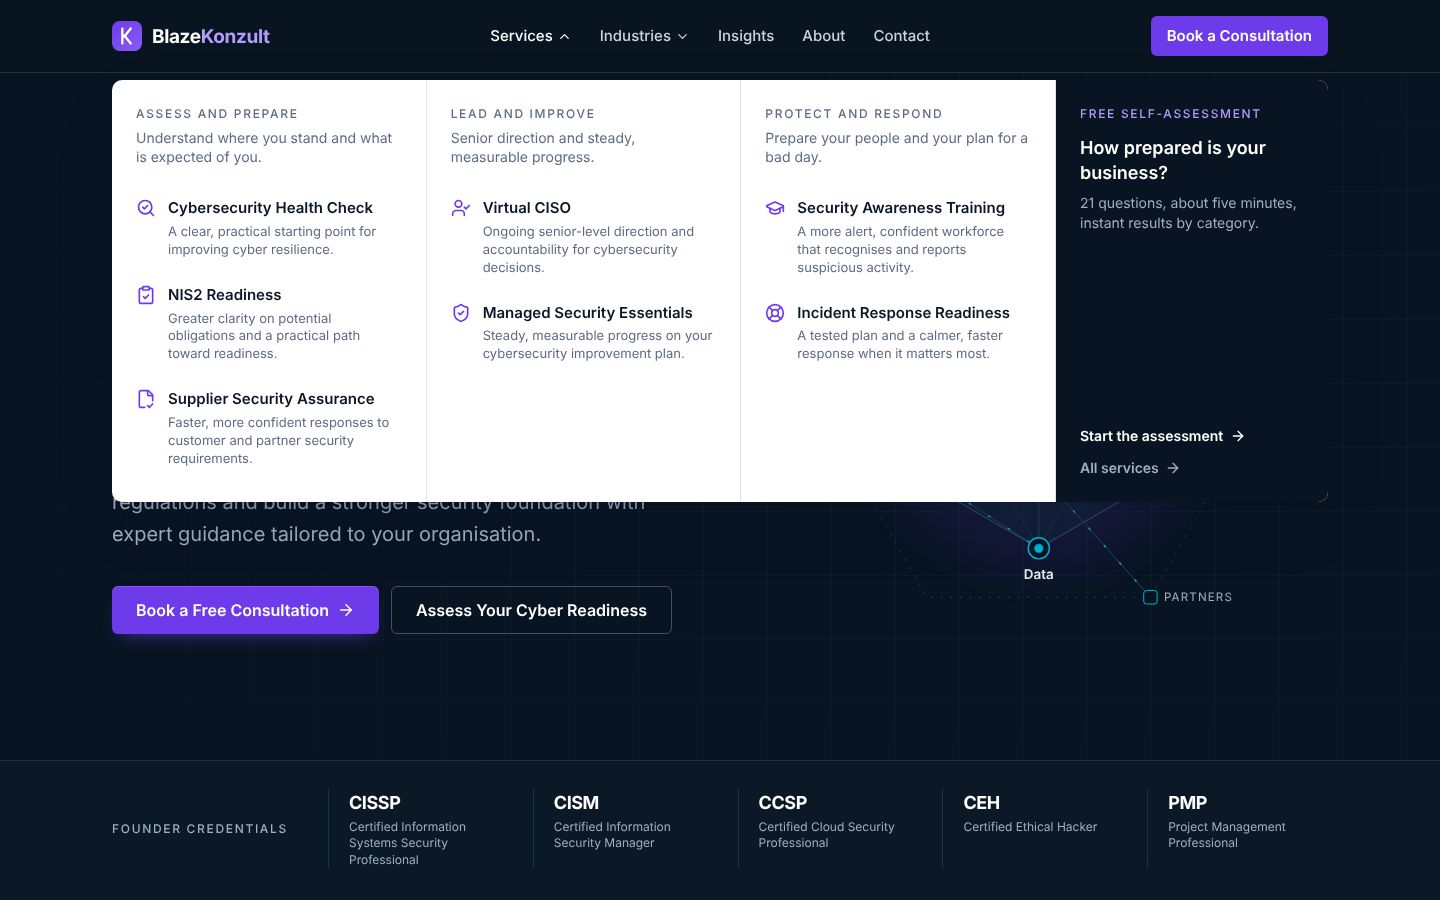 BlazeKonzult
Services
Industries
Insights
About
Contact
Book a Consultation
ASSESS AND PREPARE
Understand where you stand and what
is expected of you.
Cybersecurity Health Check
A clear, practical starting point for
improving cyber resilience.
NIS2 Readiness
Greater clarity on potential
obligations and a practical path
toward readiness.
Supplier Security Assurance
Faster, more confident responses to
customer and partner security
requirements.
LEAD AND IMPROVE
Senior direction and steady,
measurable progress.
Virtual CISO
Ongoing senior-level direction and
accountability for cybersecurity
decisions.
Managed Security Essentials
Steady, measurable progress on your
cybersecurity improvement plan.
PROTECT AND RESPOND
Prepare your people and your plan for a
bad day.
Security Awareness Training
A more alert, confident workforce
that recognises and reports
suspicious activity.
Incident Response Readiness
A tested plan and a calmer, faster
response when it matters most.
FREE SELF-ASSESSMENT
How prepared is your
business?
21 questions, about five minutes,
instant results by category.
Start the assessment
All services
regulations and build a stronger security foundation with
expert guidance tailored to your organisation.
Book a Free Consultation
Assess Your Cyber Readiness
Data
PARTNERS
FOUNDER CREDENTIALS
CISSP
Certified Information
Systems Security
Professional
CISM
Certified Information
Security Manager
CCSP
Certified Cloud Security
Professional
CEH
Certified Ethical Hacker
PMP
Project Management
Professional